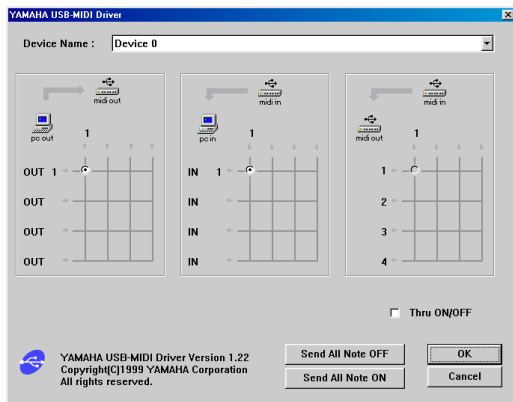 YAMAHA USB-MIDI Driver
Device Name :
Device 0
midi out
pc out
1
OUT 1
OUT
OUT
OUT
midi in
pc in
1
IN 1
IN
IN
IN
midi in
midi out
1
1
2
3
4
Thru ON/OFF
YAMAHA USB-MIDI Driver Version 1.22
Copyright(C)1999 YAMAHA Corporation
All rights reserved.
Send All Note OFF
Send All Note ON
OK
Cancel